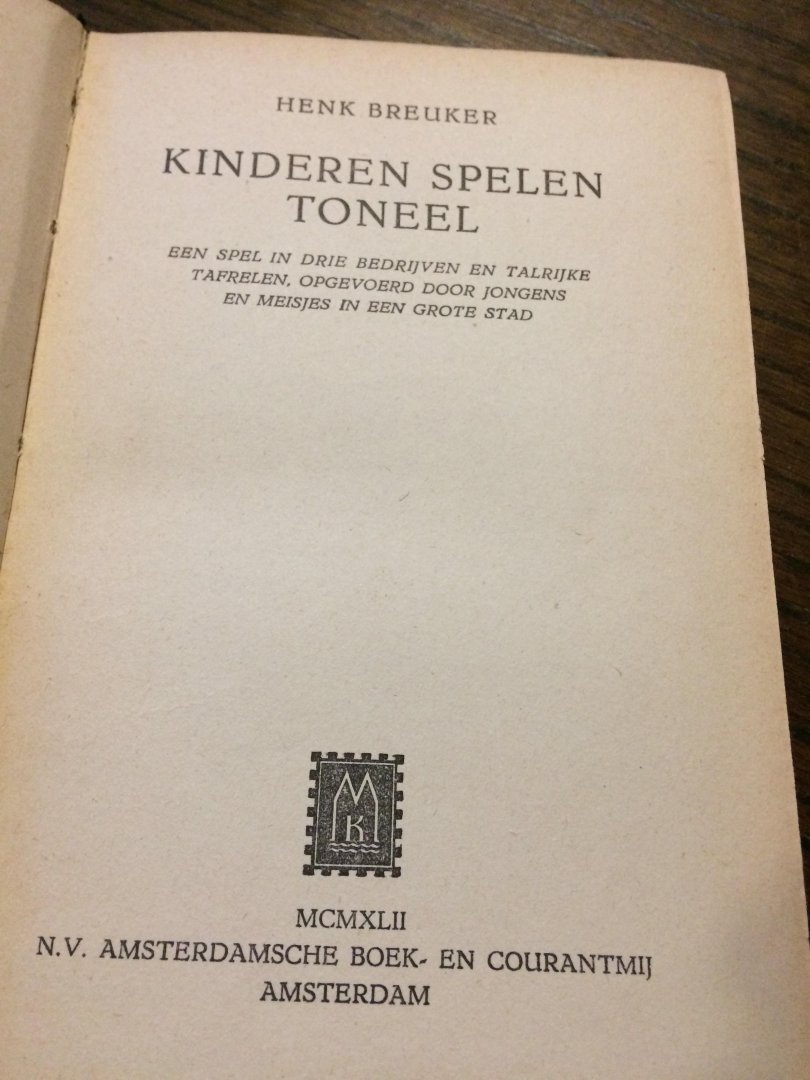 HENK BREUKER
KINDEREN SPELEN
TONEEL
EEN SPEL IN DRIE BEDRIJVEN EN TALRIJKE
TAFRELEN, OPGEVOERD DOOR JONGENS
EN MEISJES IN EEN GROTE STAD
MK
MCMXLII
N.V. AMSTERDAMSCHE BOEK- EN COURANTMIJ
AMSTERDAM